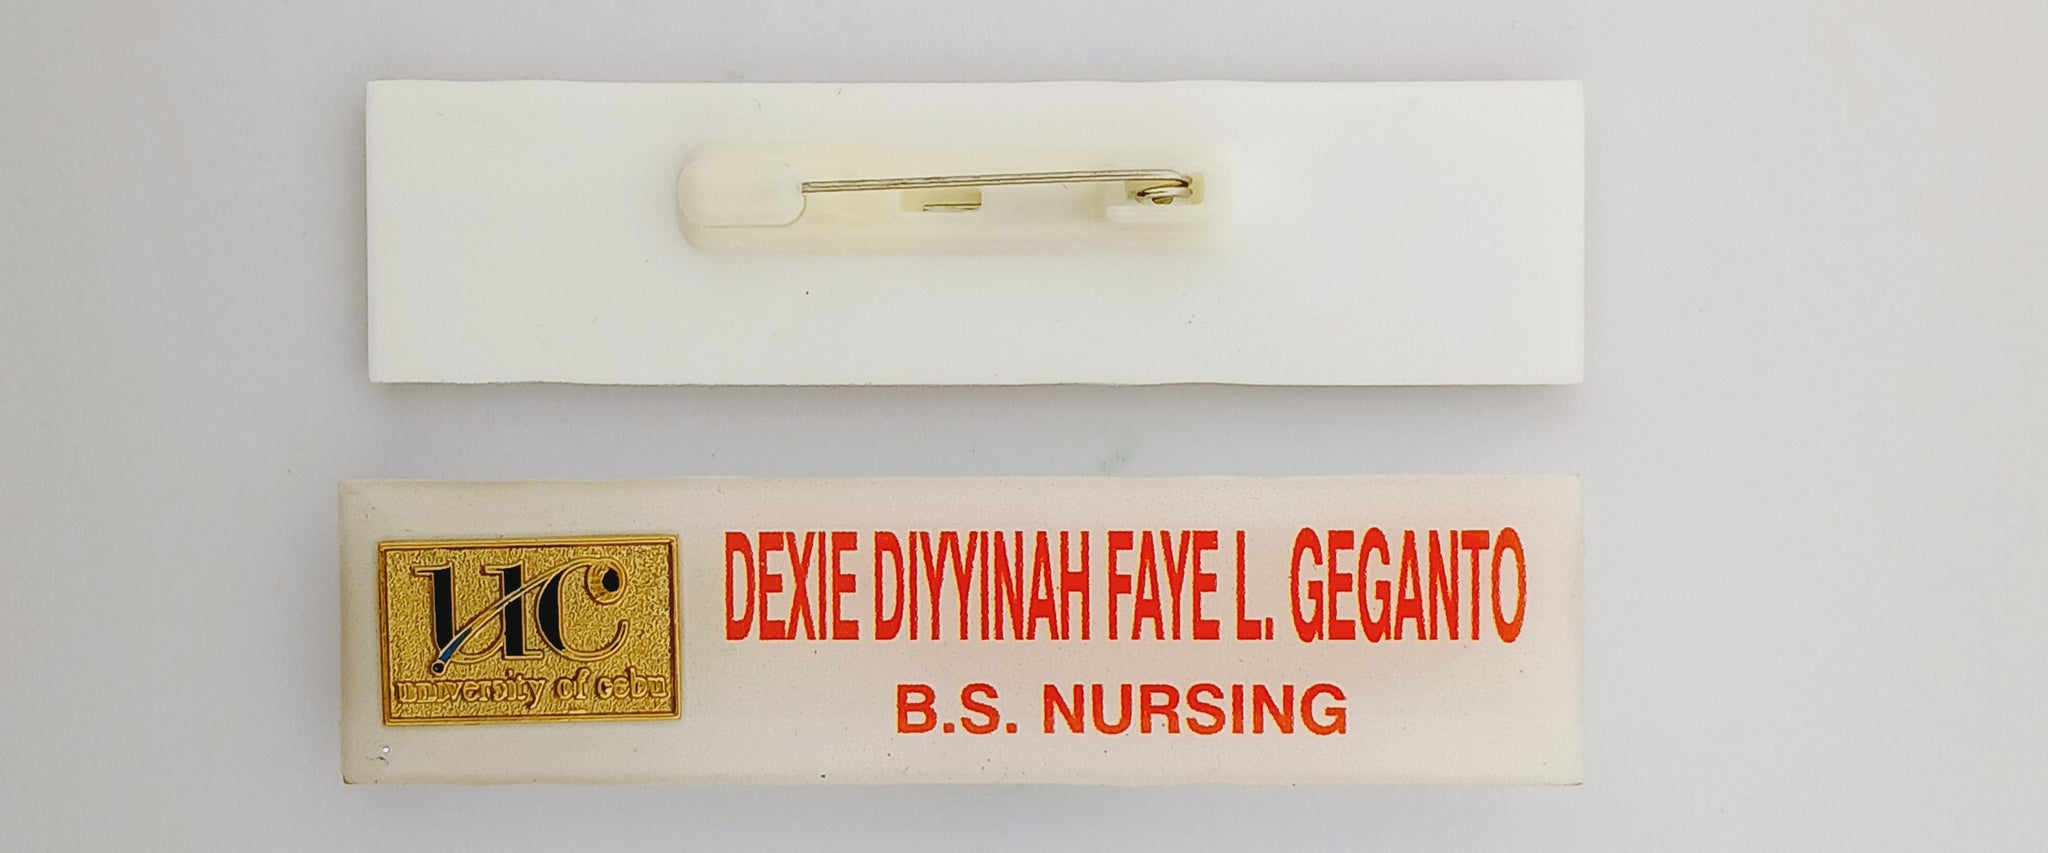 UC
university of cebu
DEXIE DIYYINAH FAYE L. GEGANTO
B.S. NURSING